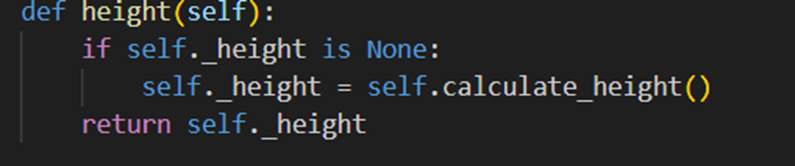 def height(self):
    if self._height is None:
        self._height = self.calculate_height()
    return self._height